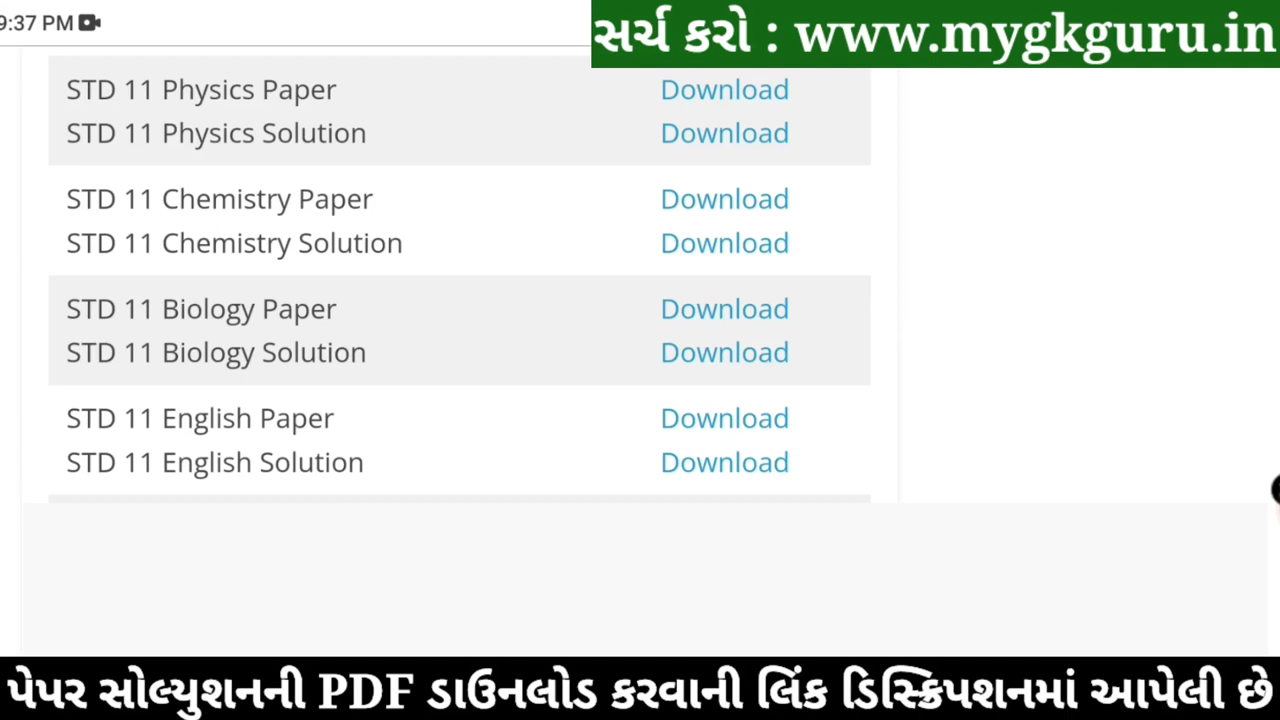 9:37 PM
સર્ચ કરો : www.mygkguru.in
STD 11 Physics Paper Download
STD 11 Physics Solution Download
STD 11 Chemistry Paper Download
STD 11 Chemistry Solution Download
STD 11 Biology Paper Download
STD 11 Biology Solution Download
STD 11 English Paper Download
STD 11 English Solution Download
પેપર સોલ્યુશનની PDF ડાઉનલોડ કરવાની લિંક ડિસ્ક્રિપશનમાં આપેલી છે